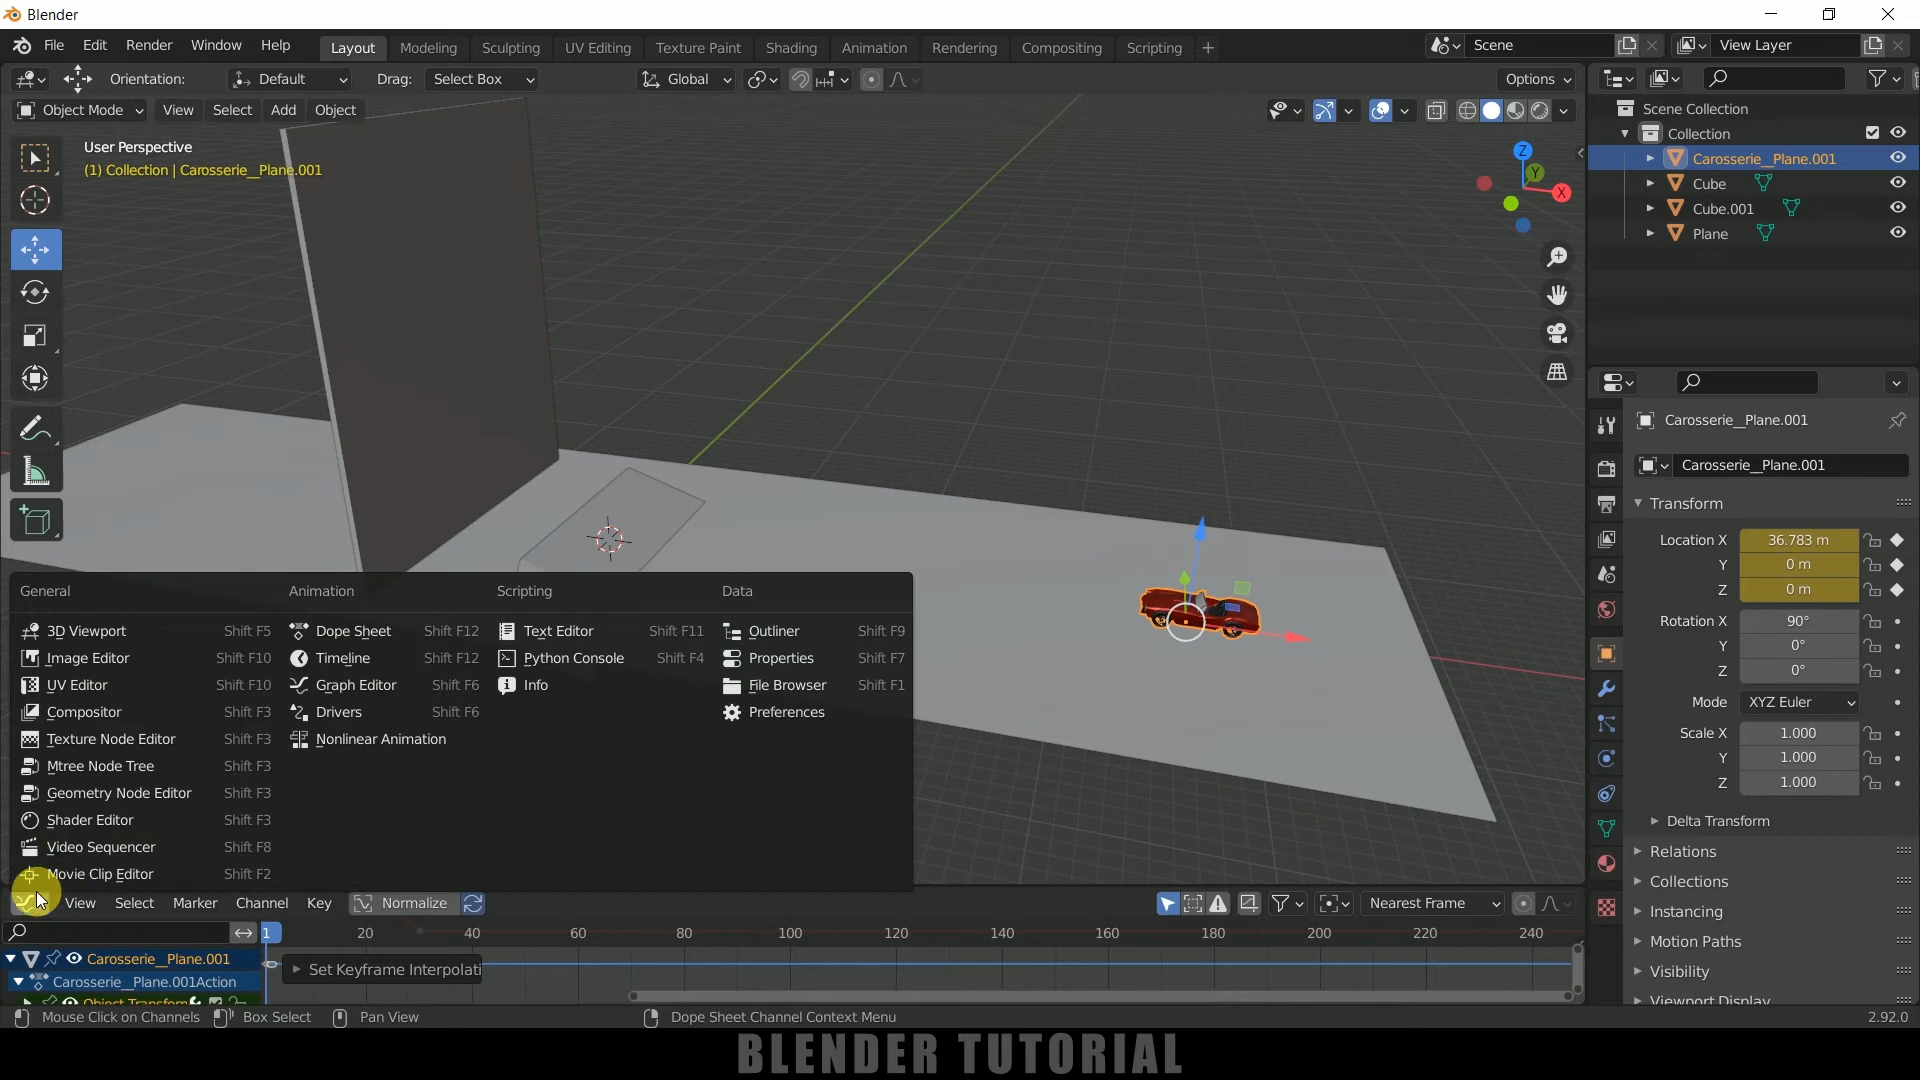 Blender
File Edit Render Window Help
Layout Modeling Sculpting UV Editing Texture Paint Shading Animation Rendering Compositing Scripting +
Scene
View Layer
Orientation: Default Drag: Select Box Global Options
Object Mode View Select Add Object
User Perspective
(1) Collection | Carosserie__Plane.001
Z
Y
X
Scene Collection
Collection
Carosserie__Plane.001
Cube
Cube.001
Plane
Carosserie__Plane.001
Carosserie__Plane.001
Transform
Location X 36.783 m
Y 0 m
Z 0 m
Rotation X 90°
Y 0°
Z 0°
Mode XYZ Euler
Scale X 1.000
Y 1.000
Z 1.000
Delta Transform
Relations
Collections
Instancing
Motion Paths
Visibility
Viewport Display
General Animation Scripting Data
3D Viewport Shift F5 Dope Sheet Shift F12 Text Editor Shift F11 Outliner Shift F9
Image Editor Shift F10 Timeline Shift F12 Python Console Shift F4 Properties Shift F7
UV Editor Shift F10 Graph Editor Shift F6 Info File Browser Shift F1
Compositor Shift F3 Drivers Shift F6 Preferences
Texture Node Editor Shift F3 Nonlinear Animation
Mtree Node Tree Shift F3
Geometry Node Editor Shift F3
Shader Editor Shift F3
Video Sequencer Shift F8
Movie Clip Editor Shift F2
View Select Marker Channel Key Normalize Nearest Frame
1 20 40 60 80 100 120 140 160 180 200 220 240
Carosserie__Plane.001
Set Keyframe Interpolati
Carosserie__Plane.001Action
Object Transform
Mouse Click on Channels Box Select Pan View Dope Sheet Channel Context Menu 2.92.0
BLENDER TUTORIAL